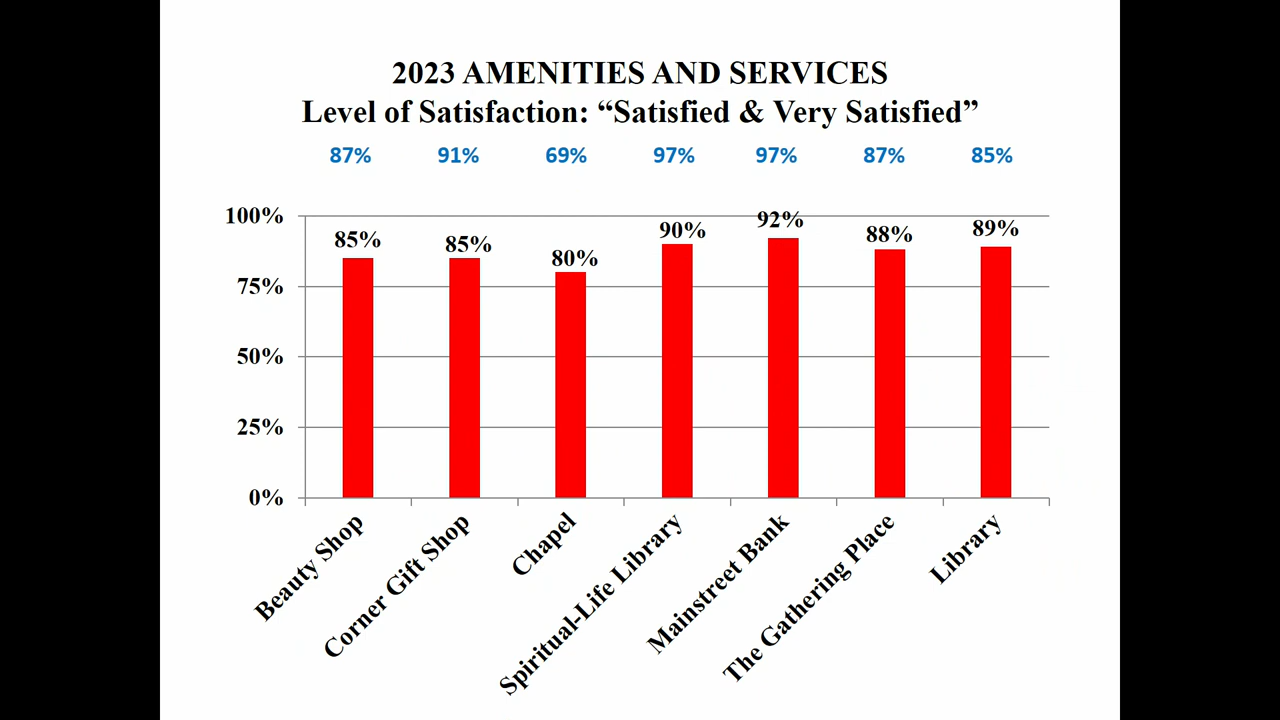 2023 AMENITIES AND SERVICES
Level of Satisfaction: “Satisfied & Very Satisfied”
87% 91% 69% 97% 97% 87% 85%
100%
75%
50%
25%
0%
85% 85% 80% 90% 92% 88% 89%
Beauty Shop
Corner Gift Shop
Chapel
Spiritual-Life Library
Mainstreet Bank
The Gathering Place
Library